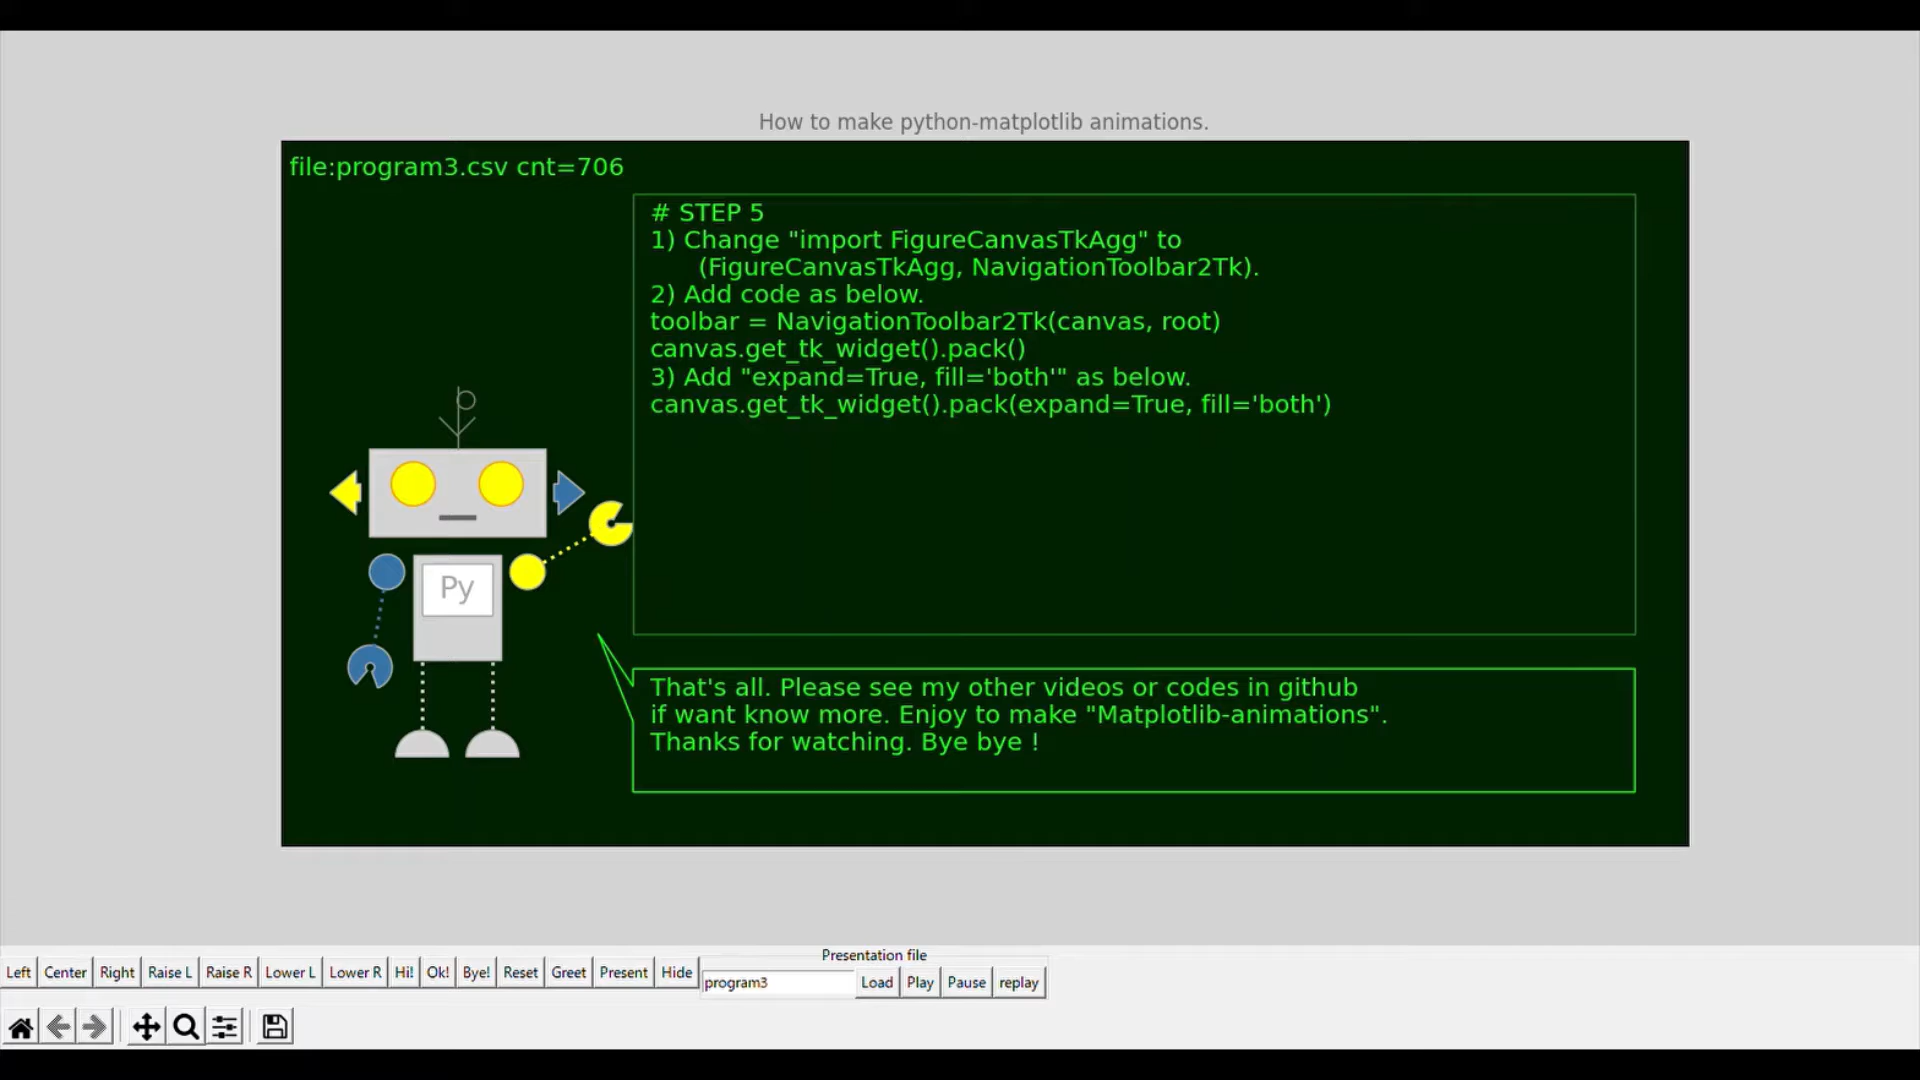 How to make python-matplotlib animations.
file:program3.csv cnt=706
# STEP 5
1) Change "import FigureCanvasTkAgg" to
(FigureCanvasTkAgg, NavigationToolbar2Tk).
2) Add code as below.
toolbar = NavigationToolbar2Tk(canvas, root)
canvas.get_tk_widget().pack()
3) Add "expand=True, fill='both'" as below.
canvas.get_tk_widget().pack(expand=True, fill='both')
Py
That's all. Please see my other videos or codes in github
if want know more. Enjoy to make "Matplotlib-animations".
Thanks for watching. Bye bye !
Presentation file
Left Center Right Raise L Raise R Lower L Lower R Hi! Ok! Bye! Reset Greet Present Hide
program3 Load Play Pause replay